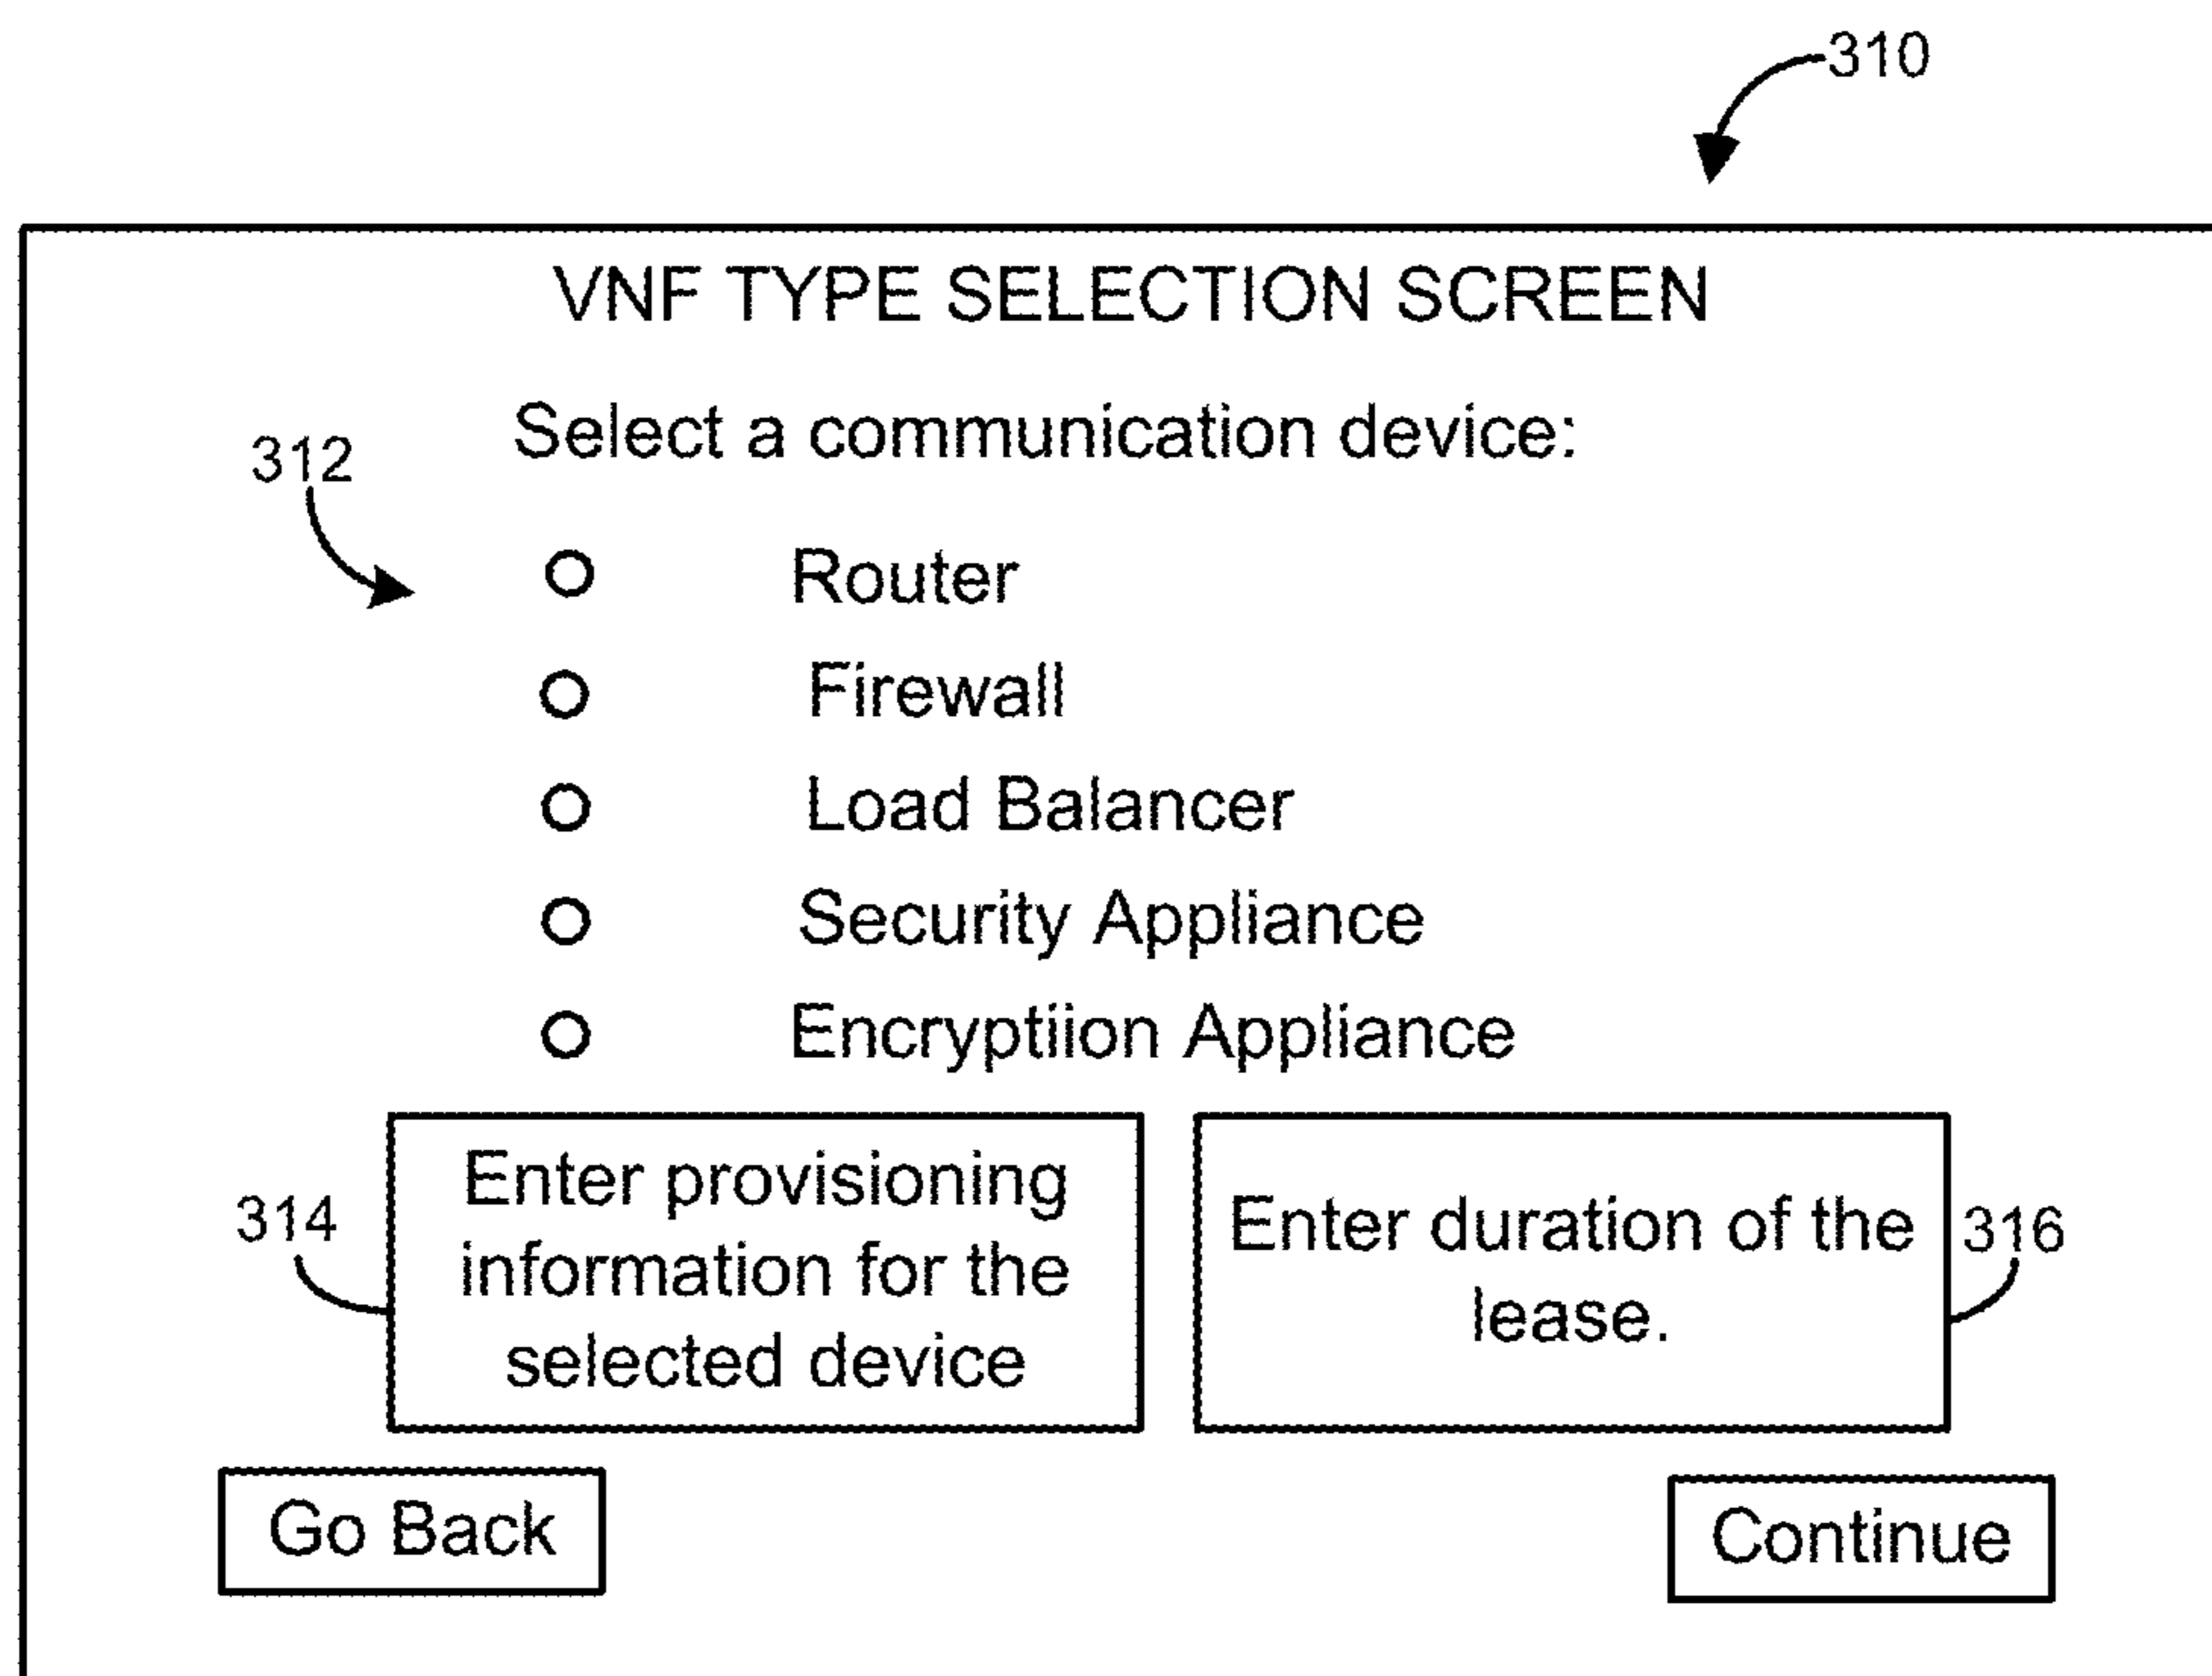 310
VNF TYPE SELECTION SCREEN
Select a communication device:
312
Router
Firewall
Load Balancer
Security Appliance
Encryptiion Appliance
314
Enter provisioning
information for the
selected device
Enter duration of the
lease.
316
Go Back
Continue